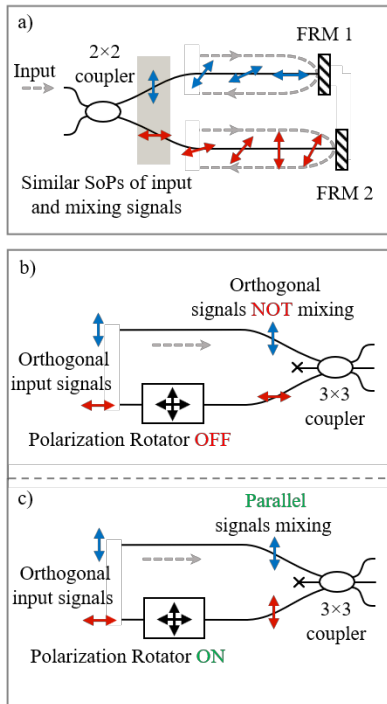 a)
FRM 1
2×2
coupler
Input
Similar SoPs of input
and mixing signals
FRM 2
b)
Orthogonal
signals NOT mixing
Orthogonal
input signals
3×3
coupler
Polarization Rotator OFF
c)
Parallel
signals mixing
Orthogonal
input signals
3×3
coupler
Polarization Rotator ON